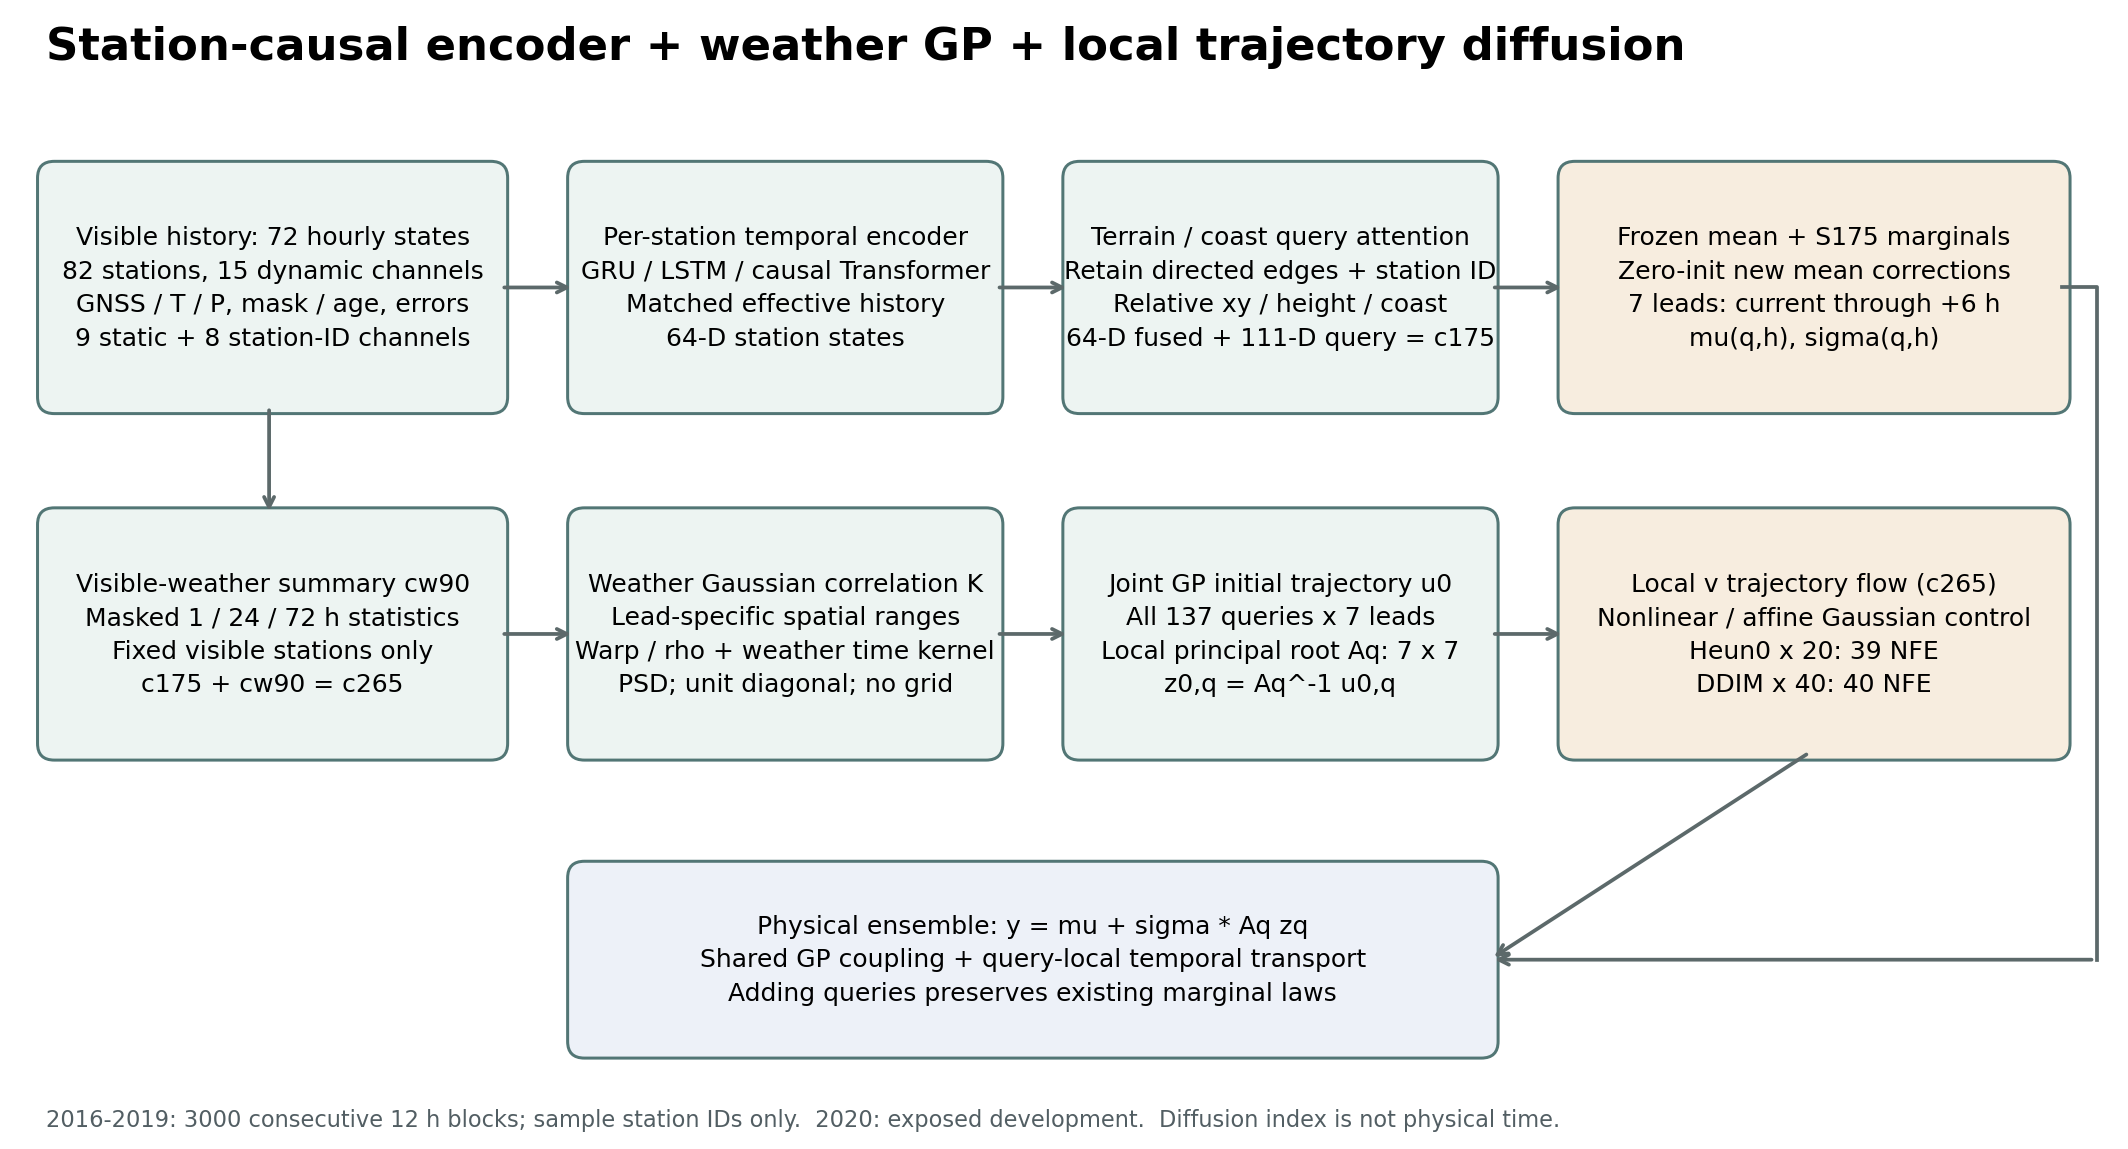 Station-causal encoder + weather GP + local trajectory diffusion
Visible history: 72 hourly states
82 stations, 15 dynamic channels
GNSS / T / P, mask / age, errors
9 static + 8 station-ID channels
Per-station temporal encoder
GRU / LSTM / causal Transformer
Matched effective history
64-D station states
Terrain / coast query attention
Retain directed edges + station ID
Relative xy / height / coast
64-D fused + 111-D query = c175
Frozen mean + S175 marginals
Zero-init new mean corrections
7 leads: current through +6 h
mu(q,h), sigma(q,h)
Visible-weather summary cw90
Masked 1 / 24 / 72 h statistics
Fixed visible stations only
c175 + cw90 = c265
Weather Gaussian correlation K
Lead-specific spatial ranges
Warp / rho + weather time kernel
PSD; unit diagonal; no grid
Joint GP initial trajectory u0
All 137 queries x 7 leads
Local principal root Aq: 7 x 7
z0,q = Aq^-1 u0,q
Local v trajectory flow (c265)
Nonlinear / affine Gaussian control
Heun0 x 20: 39 NFE
DDIM x 40: 40 NFE
Physical ensemble: y = mu + sigma * Aq zq
Shared GP coupling + query-local temporal transport
Adding queries preserves existing marginal laws
2016-2019: 3000 consecutive 12 h blocks; sample station IDs only.  2020: exposed development.  Diffusion index is not physical time.